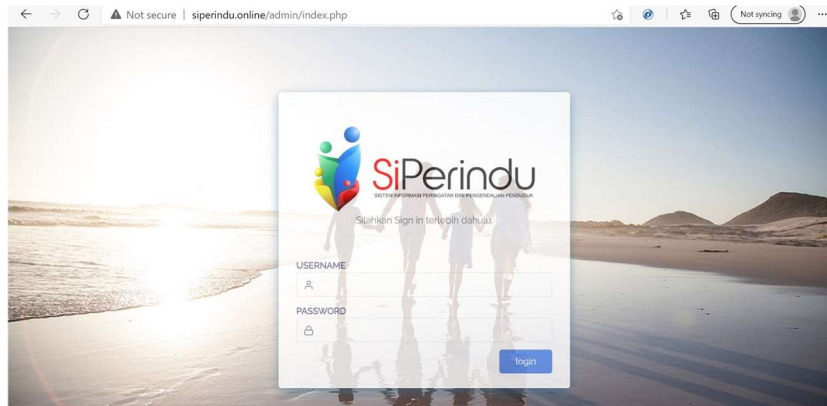 Not secure | siperindu.online/admin/index.php
Not syncing
SiPerindu
SISTEM INFORMASI PERINGATAN DINI PENGENDALIAN PENDUDUK
Silahkan Sign in terlebih dahulu.
USERNAME
PASSWORD
login